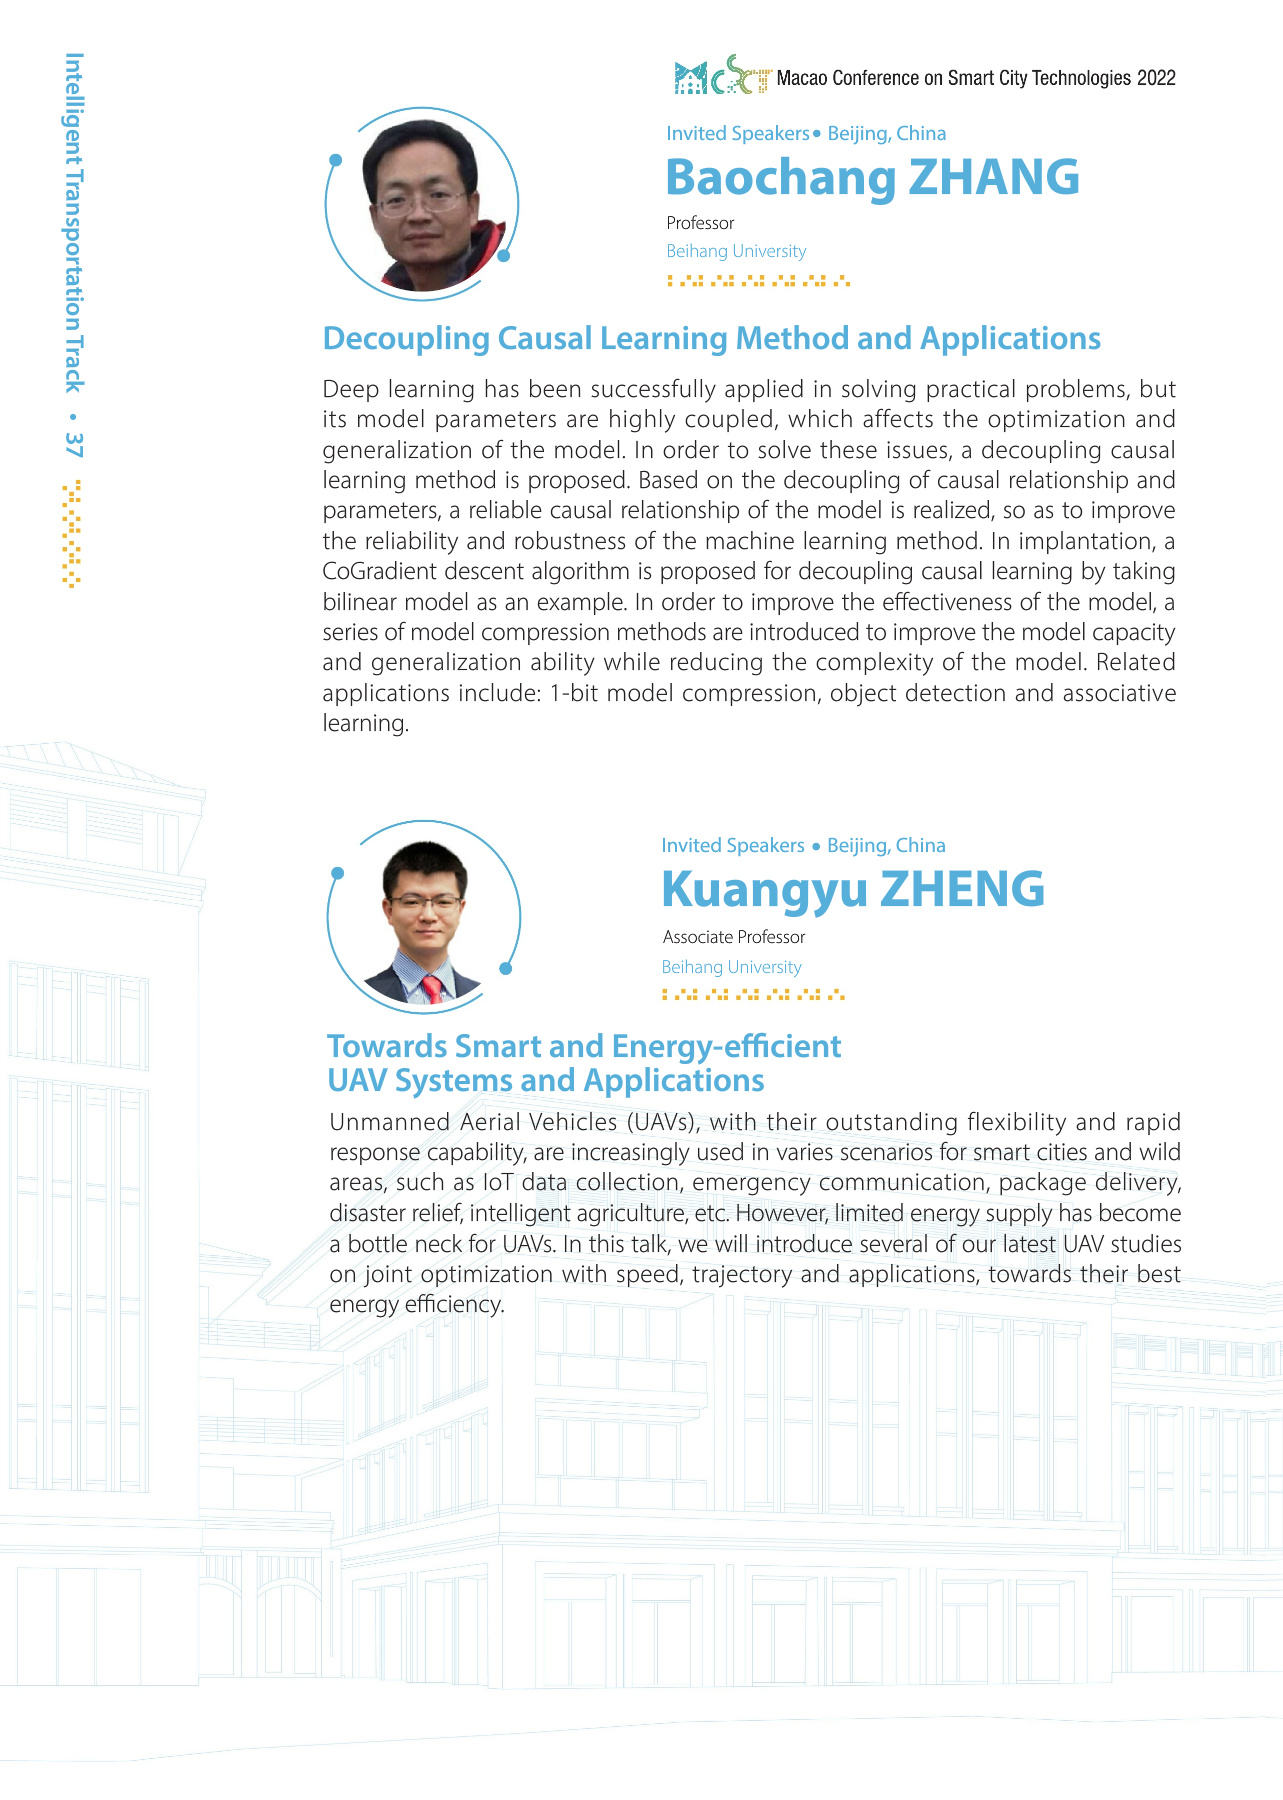 Intelligent Transportation Track • 37
MCSCT Macao Conference on Smart City Technologies 2022
Invited Speakers • Beijing, China
Baochang ZHANG
Professor
Beihang University
Decoupling Causal Learning Method and Applications
Deep learning has been successfully applied in solving practical problems, but
its model parameters are highly coupled, which affects the optimization and
generalization of the model. In order to solve these issues, a decoupling causal
learning method is proposed. Based on the decoupling of causal relationship and
parameters, a reliable causal relationship of the model is realized, so as to improve
the reliability and robustness of the machine learning method. In implantation, a
CoGradient descent algorithm is proposed for decoupling causal learning by taking
bilinear model as an example. In order to improve the effectiveness of the model, a
series of model compression methods are introduced to improve the model capacity
and generalization ability while reducing the complexity of the model. Related
applications include: 1-bit model compression, object detection and associative
learning.
Invited Speakers • Beijing, China
Kuangyu ZHENG
Associate Professor
Beihang University
Towards Smart and Energy-efficient
UAV Systems and Applications
Unmanned Aerial Vehicles (UAVs), with their outstanding flexibility and rapid
response capability, are increasingly used in varies scenarios for smart cities and wild
areas, such as IoT data collection, emergency communication, package delivery,
disaster relief, intelligent agriculture, etc. However, limited energy supply has become
a bottle neck for UAVs. In this talk, we will introduce several of our latest UAV studies
on joint optimization with speed, trajectory and applications, towards their best
energy efficiency.